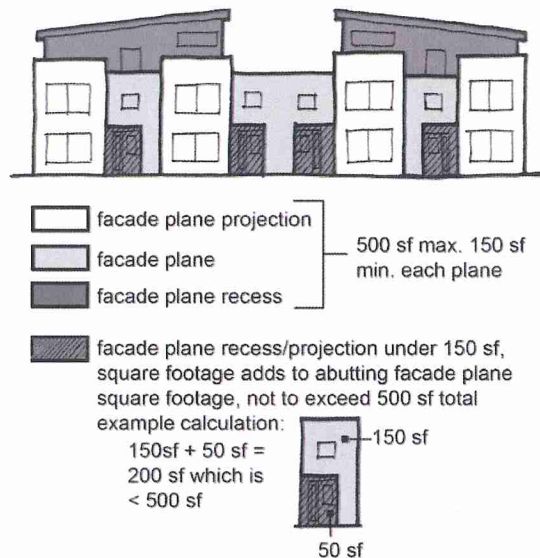 facade plane projection
facade plane
facade plane recess
500 sf max. 150 sf
min. each plane
facade plane recess/projection under 150 sf,
square footage adds to abutting facade plane
square footage, not to exceed 500 sf total
example calculation:
150sf + 50 sf =
200 sf which is
< 500 sf
150 sf
50 sf